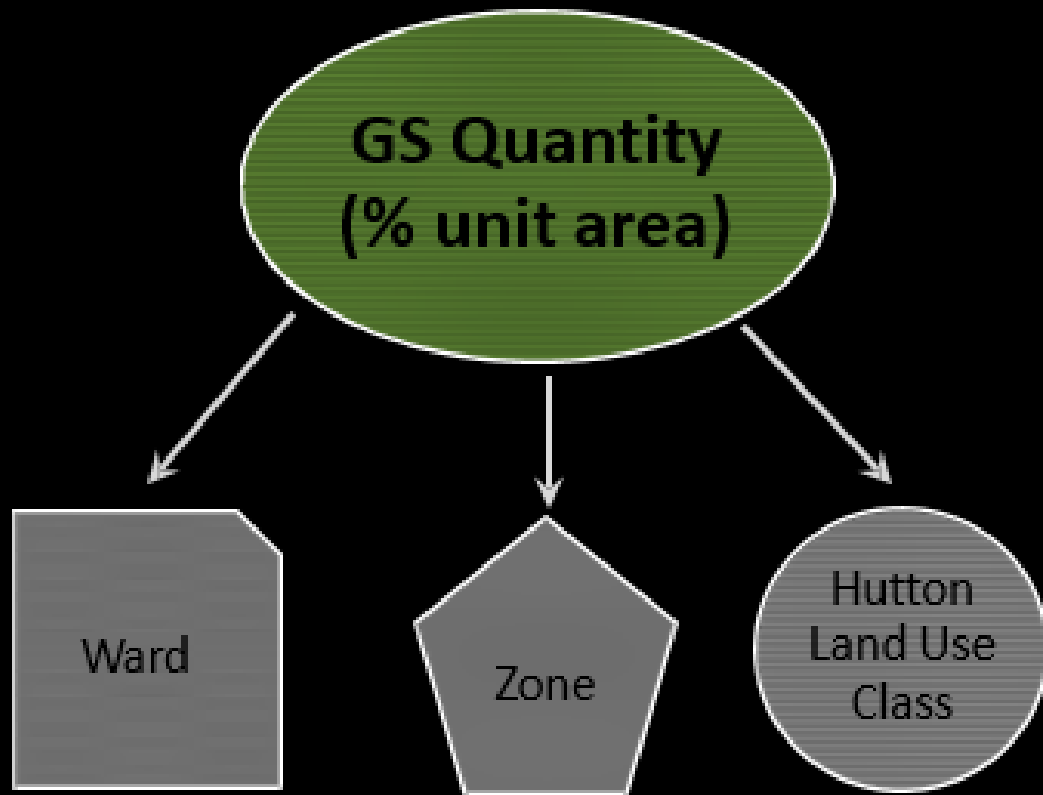 GS Quantity
(% unit area)
Ward
Zone
Hutton
Land Use
Class